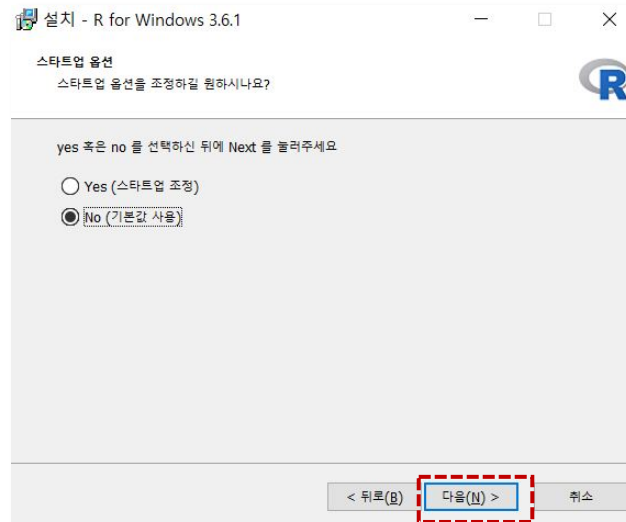 설치 - R for Windows 3.6.1
스타트업 옵션
스타트업 옵션을 조정하길 원하시나요?
R
yes 혹은 no 를 선택하신 뒤에 Next 를 눌러주세요
Yes (스타트업 조정)
No (기본값 사용)
< 뒤로(B) 다음(N) > 취소